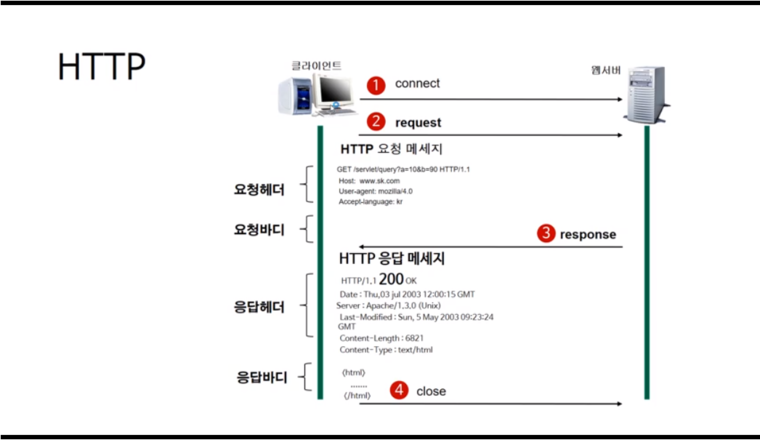 HTTP
클라이언트
웹서버
1 connect
2 request
HTTP 요청 메세지
GET /servlet/query?a=10&b=90 HTTP/1.1
Host: www.sk.com
User-agent: mozilla/4.0
Accept-language: kr
요청헤더
요청바디
3 response
HTTP 응답 메세지
HTTP/1.1 200 OK
Date : Thu,03 jul 2003 12:00:15 GMT
Server : Apache/1.3.0 (Unix)
Last-Modified : Sun, 5 May 2003 09:23:24
GMT
Content-Length : 6821
Content-Type : text/html
응답헤더
응답바디
⟨html⟩
.......
⟨/html⟩
4 close